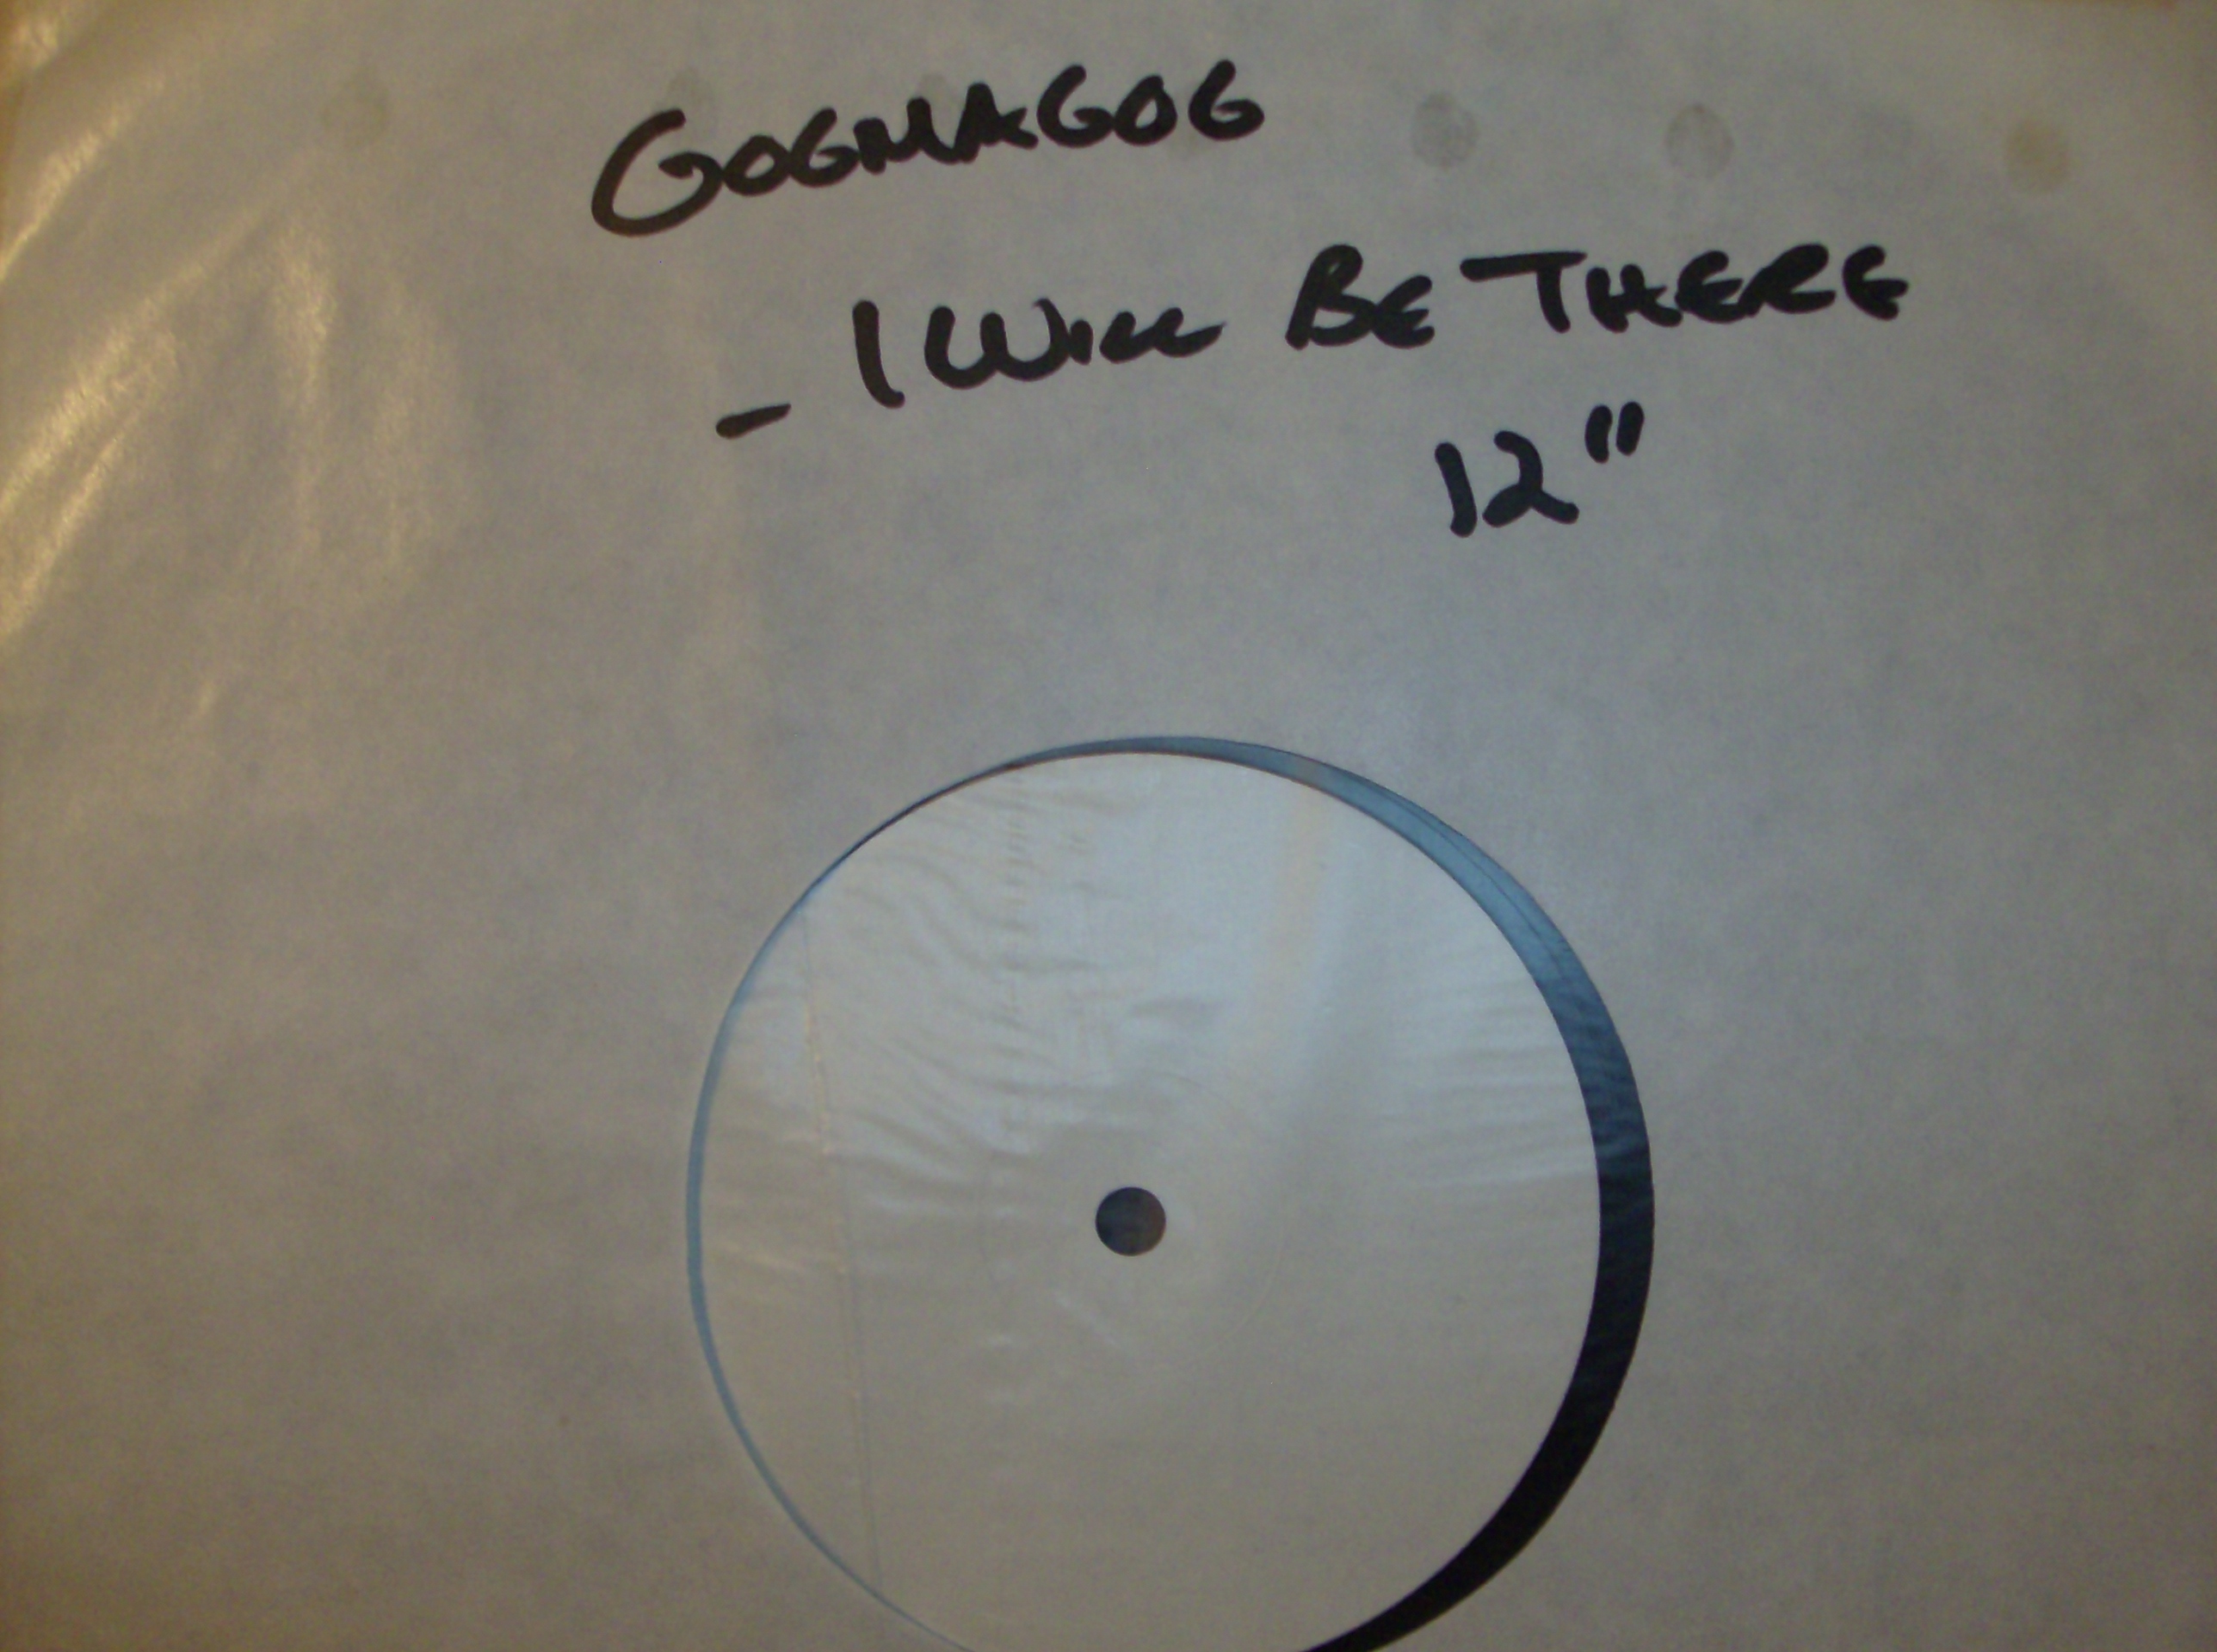 GOGMAGOG
- I WILL BE THERE
12"